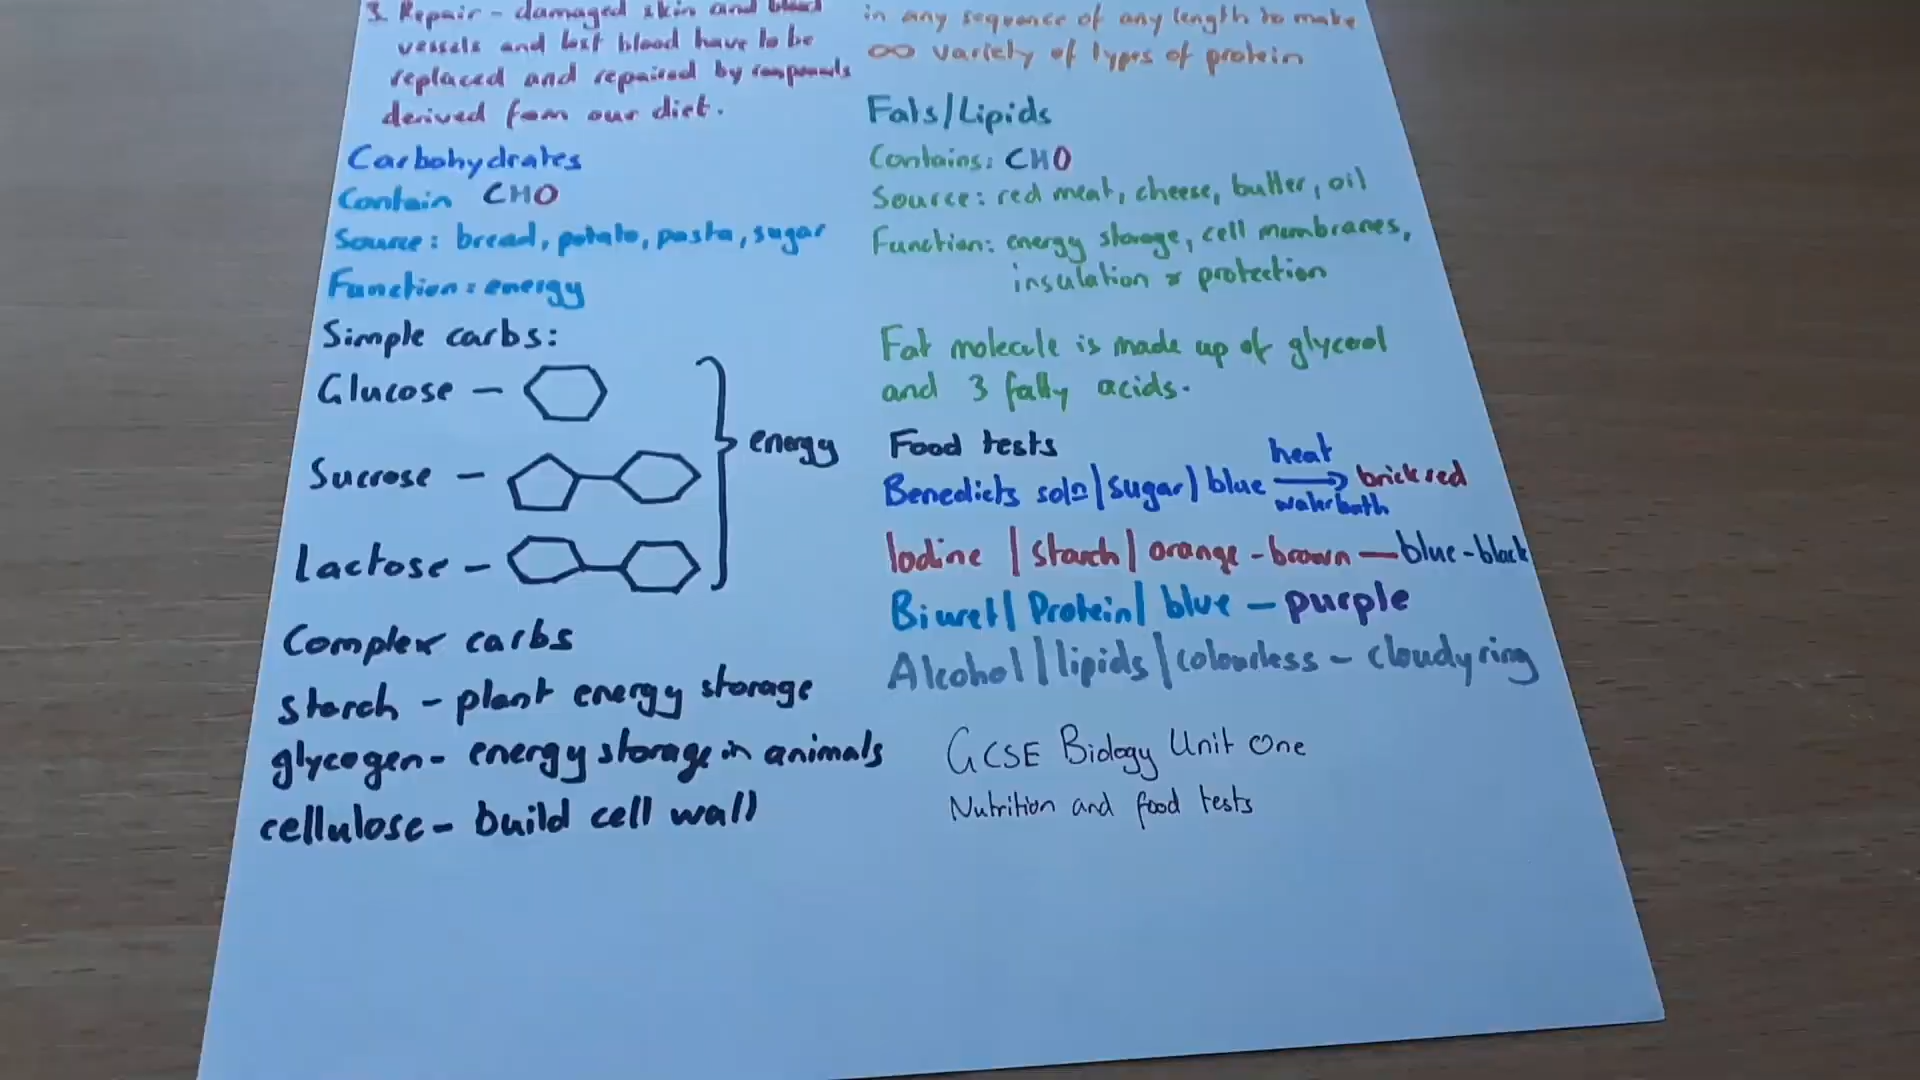 3. Repair - damaged skin and blood
vessels and lost blood have to be
replaced and repaired by compounds
derived from our diet.
Carbohydrates
Contain CHO
Source: bread, potato, pasta, sugar
Function: energy
Simple carbs:
Glucose -
Sucrose -
Lactose -
energy
Complex carbs
starch - plant energy storage
glycogen - energy storage in animals
cellulose - build cell wall
in any sequence of any length to make
∞ variety of types of protein
Fats/Lipids
Contains: CHO
Source: red meat, cheese, butter, oil
Function: energy storage, cell membranes,
insulation & protection
Fat molecule is made up of glycerol
and 3 fatty acids.
Food tests
heat
Benedicts soln | sugar | blue → brick red
waterbath
Iodine | starch | orange - brown — blue-black
Biuret | Protein | blue - purple
Alcohol | lipids | colourless - cloudy ring
GCSE Biology Unit One
Nutrition and food tests